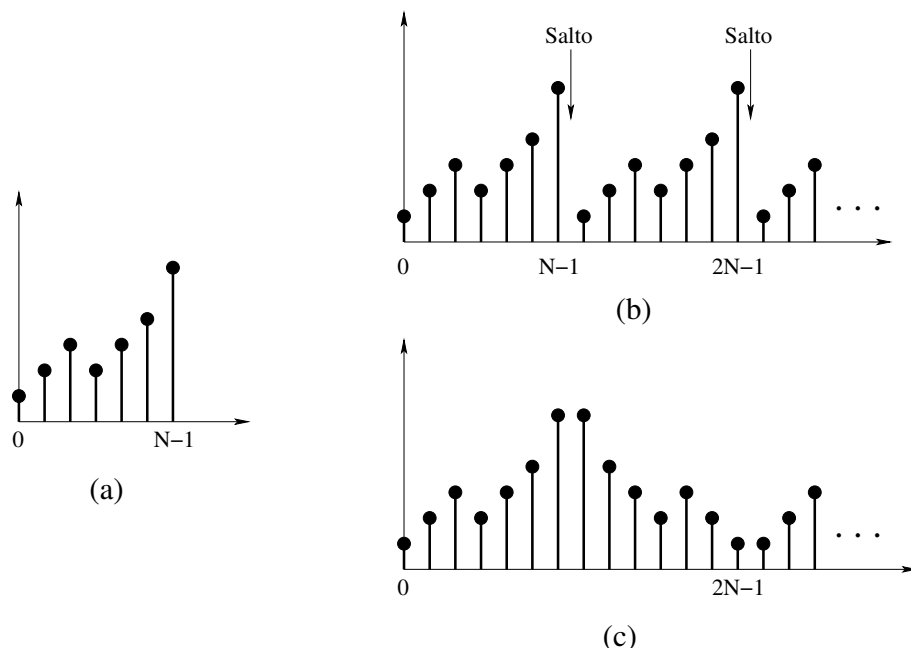 0 N−1
(a)
Salto Salto
0 N−1 2N−1
. . .
(b)
0 2N−1
. . .
(c)